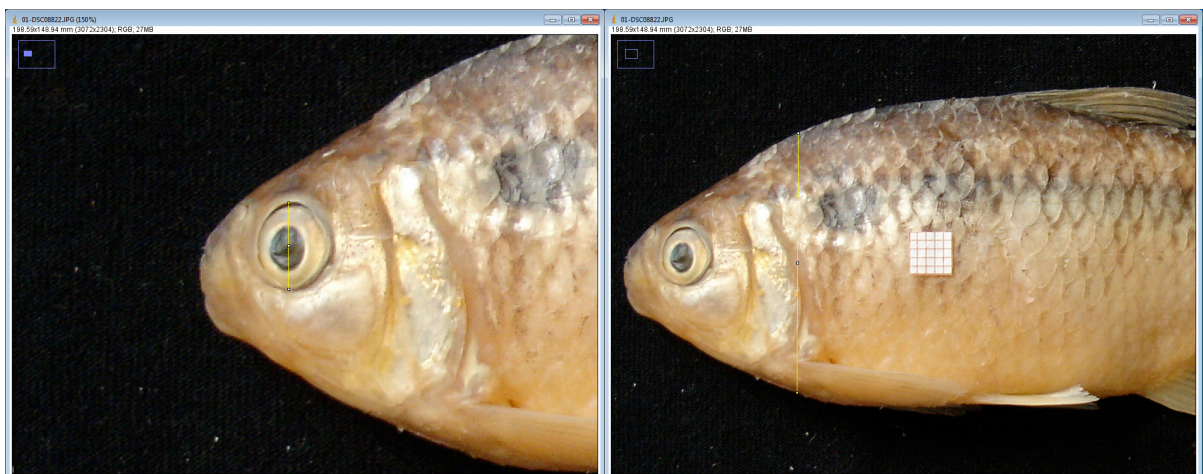 01-DSC08822.JPG (150%)
198.59x148.94 mm (3072x2304); RGB; 27MB
01-DSC08822.JPG
198.59x148.94 mm (3072x2304); RGB; 27MB